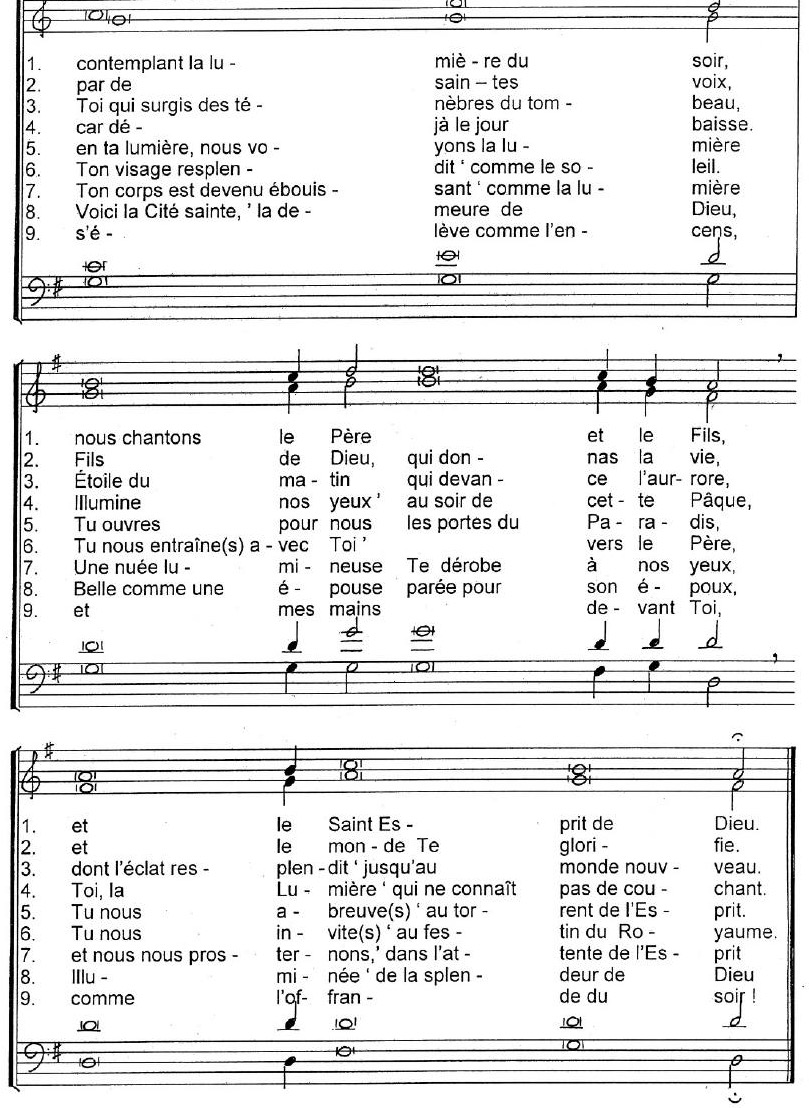 1. contemplant la lu - miè - re du soir,
2. par de sain – tes voix,
3. Toi qui surgis des té - nèbres du tom - beau,
4. car dé - jà le jour baisse.
5. en ta lumière, nous vo - yons la lu - mière
6. Ton visage resplen - dit ‘ comme le so - leil.
7. Ton corps est devenu ébouis - sant ‘ comme la lu - mière
8. Voici la Cité sainte, ’ la de - meure de Dieu,
9. s’é - lève comme l’en - cens,
1. nous chantons le Père et le Fils,
2. Fils de Dieu, qui don - nas la vie,
3. Étoile du ma - tin qui devan - ce l’aur- rore,
4. Illumine nos yeux ’ au soir de cet - te Pâque,
5. Tu ouvres pour nous les portes du Pa - ra - dis,
6. Tu nous entraîne(s) a - vec Toi ’ vers le Père,
7. Une nuée lu - mi - neuse Te dérobe à nos yeux,
8. Belle comme une é - pouse parée pour son é - poux,
9. et mes mains de - vant Toi,
1. et le Saint Es - prit de Dieu.
2. et le mon - de Te glori - fie.
3. dont l’éclat res - plen - dit ‘ jusqu’au monde nouv - veau.
4. Toi, la Lu - mière ‘ qui ne connaît pas de cou - chant.
5. Tu nous a - breuve(s) ‘ au tor - rent de l’Es - prit.
6. Tu nous in - vite(s) ‘ au fes - tin du Ro - yaume.
7. et nous nous pros - ter - nons,’ dans l’at - tente de l’Es - prit
8. Illu - mi - née ‘ de la splen - deur de Dieu
9. comme l’of- fran - de du soir !